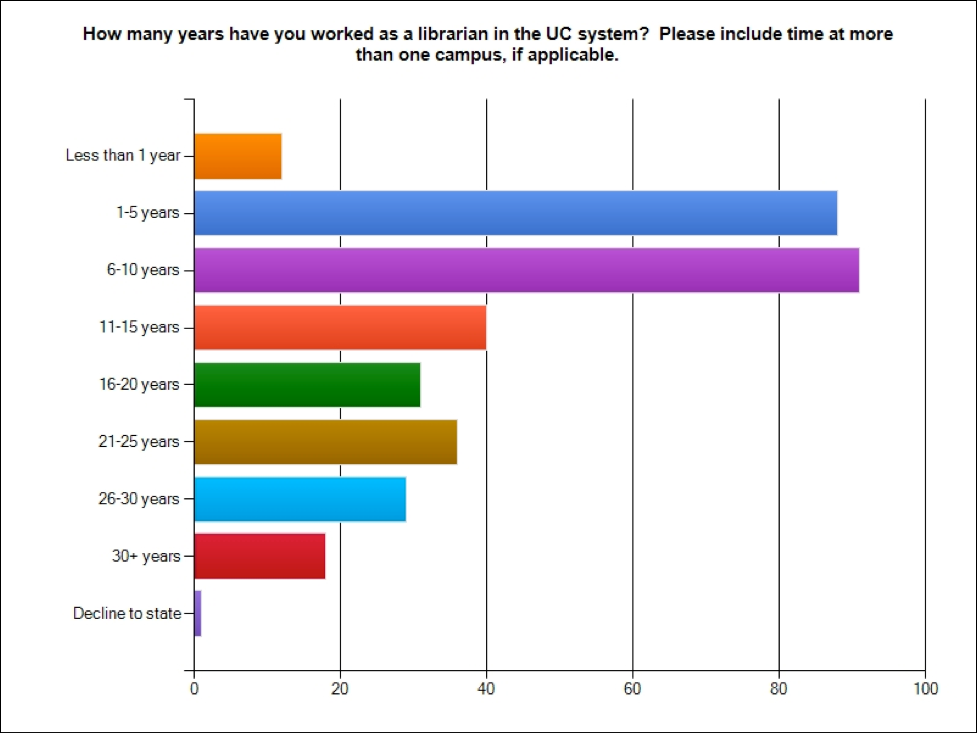 How many years have you worked as a librarian in the UC system?  Please include time at more
than one campus, if applicable.
Less than 1 year
1-5 years
6-10 years
11-15 years
16-20 years
21-25 years
26-30 years
30+ years
Decline to state
0 20 40 60 80 100